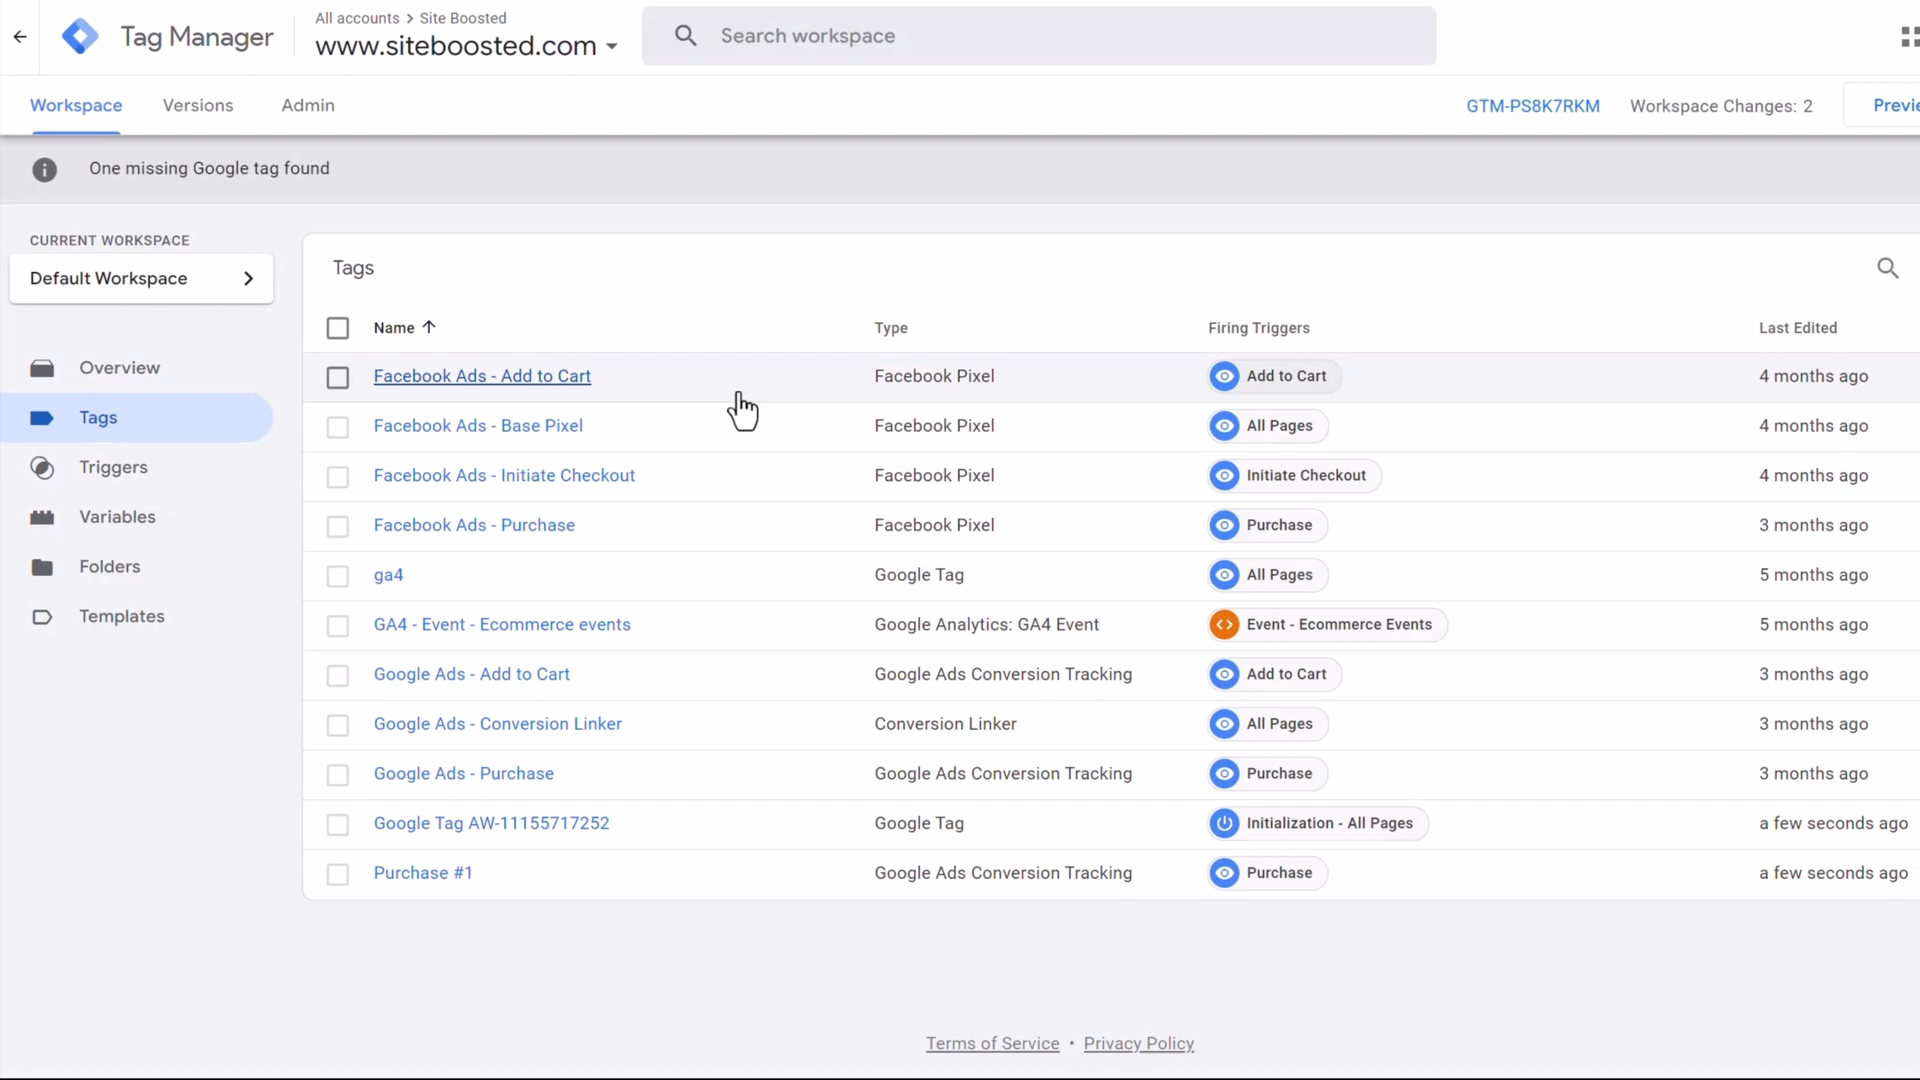 Tag Manager
All accounts > Site Boosted
www.siteboosted.com
Search workspace
Workspace
Versions
Admin
GTM-PS8K7RKM
Workspace Changes: 2
Previe
One missing Google tag found
CURRENT WORKSPACE
Default Workspace
Overview
Tags
Triggers
Variables
Folders
Templates
Tags
Name Type Firing Triggers Last Edited
Facebook Ads - Add to Cart Facebook Pixel Add to Cart 4 months ago
Facebook Ads - Base Pixel Facebook Pixel All Pages 4 months ago
Facebook Ads - Initiate Checkout Facebook Pixel Initiate Checkout 4 months ago
Facebook Ads - Purchase Facebook Pixel Purchase 3 months ago
ga4 Google Tag All Pages 5 months ago
GA4 - Event - Ecommerce events Google Analytics: GA4 Event Event - Ecommerce Events 5 months ago
Google Ads - Add to Cart Google Ads Conversion Tracking Add to Cart 3 months ago
Google Ads - Conversion Linker Conversion Linker All Pages 3 months ago
Google Ads - Purchase Google Ads Conversion Tracking Purchase 3 months ago
Google Tag AW-11155717252 Google Tag Initialization - All Pages a few seconds ago
Purchase #1 Google Ads Conversion Tracking Purchase a few seconds ago
Terms of Service • Privacy Policy